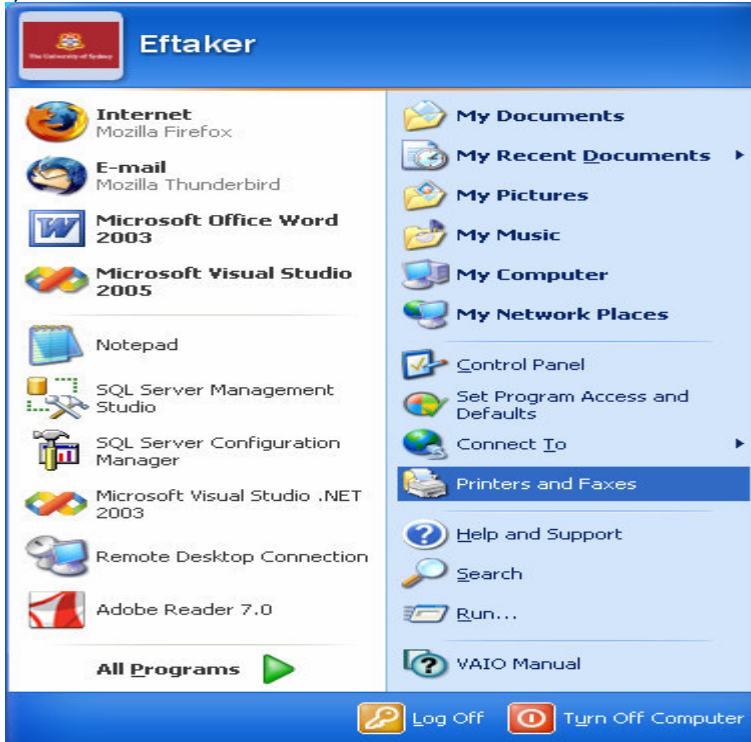 The University of Sydney
Eftaker
Internet
Mozilla Firefox
E-mail
Mozilla Thunderbird
Microsoft Office Word
2003
Microsoft Visual Studio
2005
Notepad
SQL Server Management
Studio
SQL Server Configuration
Manager
Microsoft Visual Studio .NET
2003
Remote Desktop Connection
Adobe Reader 7.0
All Programs
My Documents
My Recent Documents
My Pictures
My Music
My Computer
My Network Places
Control Panel
Set Program Access and
Defaults
Connect To
Printers and Faxes
Help and Support
Search
Run...
VAIO Manual
Log Off
Turn Off Computer